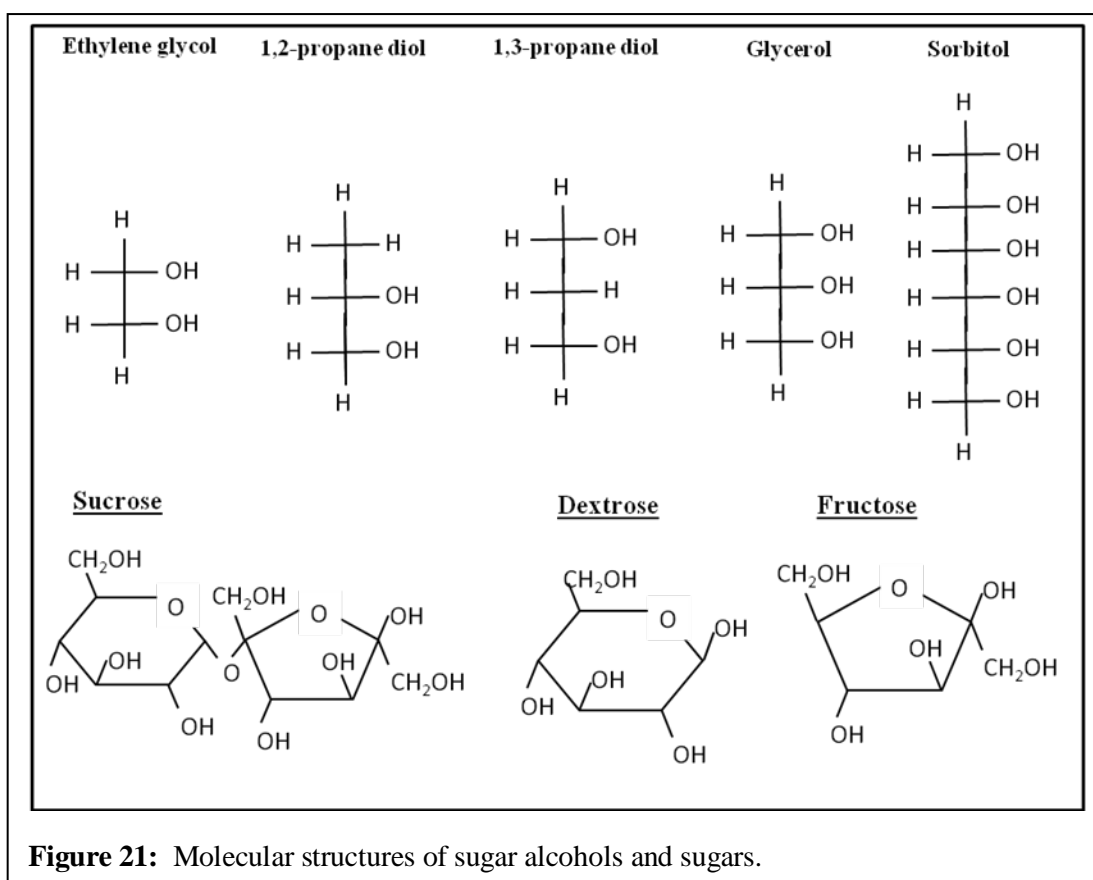 Ethylene glycol 1,2-propane diol 1,3-propane diol Glycerol Sorbitol
H
H OH
H OH
H
H
H H
H OH
H OH
H
H
H OH
H H
H OH
H
H
H OH
H OH
H OH
H
H
H OH
H OH
H OH
H OH
H OH
H OH
H
Sucrose
CH₂OH
O
OH
OH
OH
O
CH₂OH
O
OH
OH
CH₂OH
OH
Dextrose
CH₂OH
O
OH
OH
OH
OH
Fructose
CH₂OH
O
OH
OH
CH₂OH
OH
Figure 21: Molecular structures of sugar alcohols and sugars.